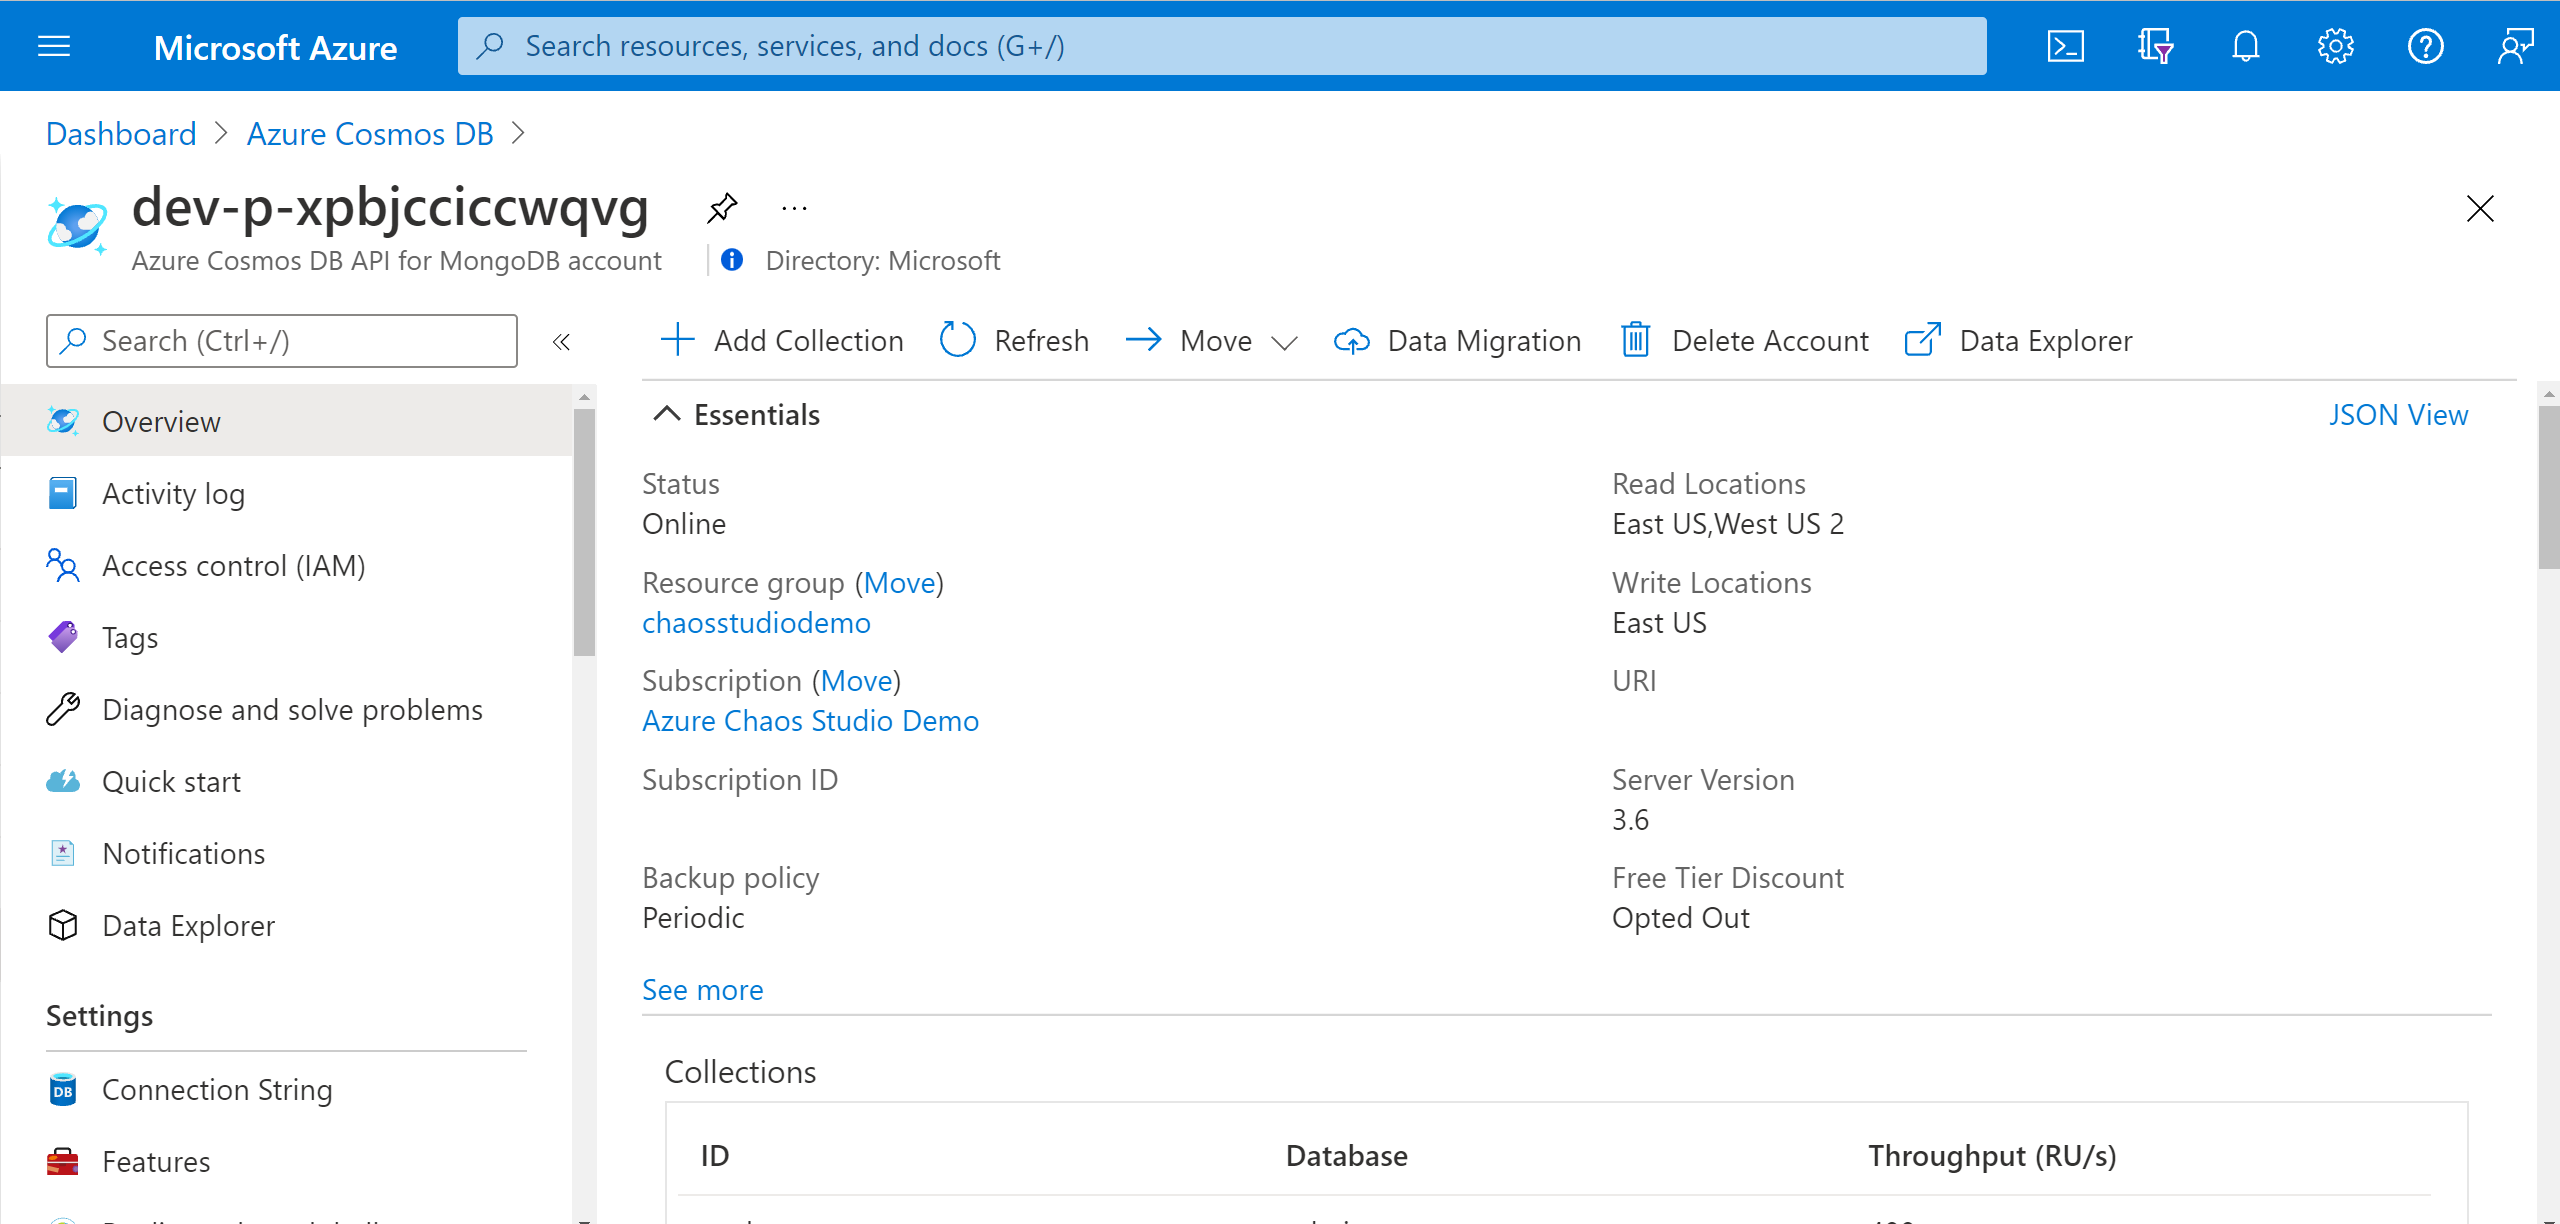 Microsoft Azure
Search resources, services, and docs (G+/)
Dashboard > Azure Cosmos DB >
dev-p-xpbjcciccwqvg
...
Azure Cosmos DB API for MongoDB account
Directory: Microsoft
Search (Ctrl+/)
«
Add Collection
Refresh
Move
Data Migration
Delete Account
Data Explorer
Overview
Activity log
Access control (IAM)
Tags
Diagnose and solve problems
Quick start
Notifications
Data Explorer
Settings
DB
Connection String
Features
Essentials
JSON View
Status
Online
Resource group (Move)
chaosstudiodemo
Subscription (Move)
Azure Chaos Studio Demo
Subscription ID
Backup policy
Periodic
See more
Read Locations
East US,West US 2
Write Locations
East US
URI
Server Version
3.6
Free Tier Discount
Opted Out
Collections
ID
Database
Throughput (RU/s)